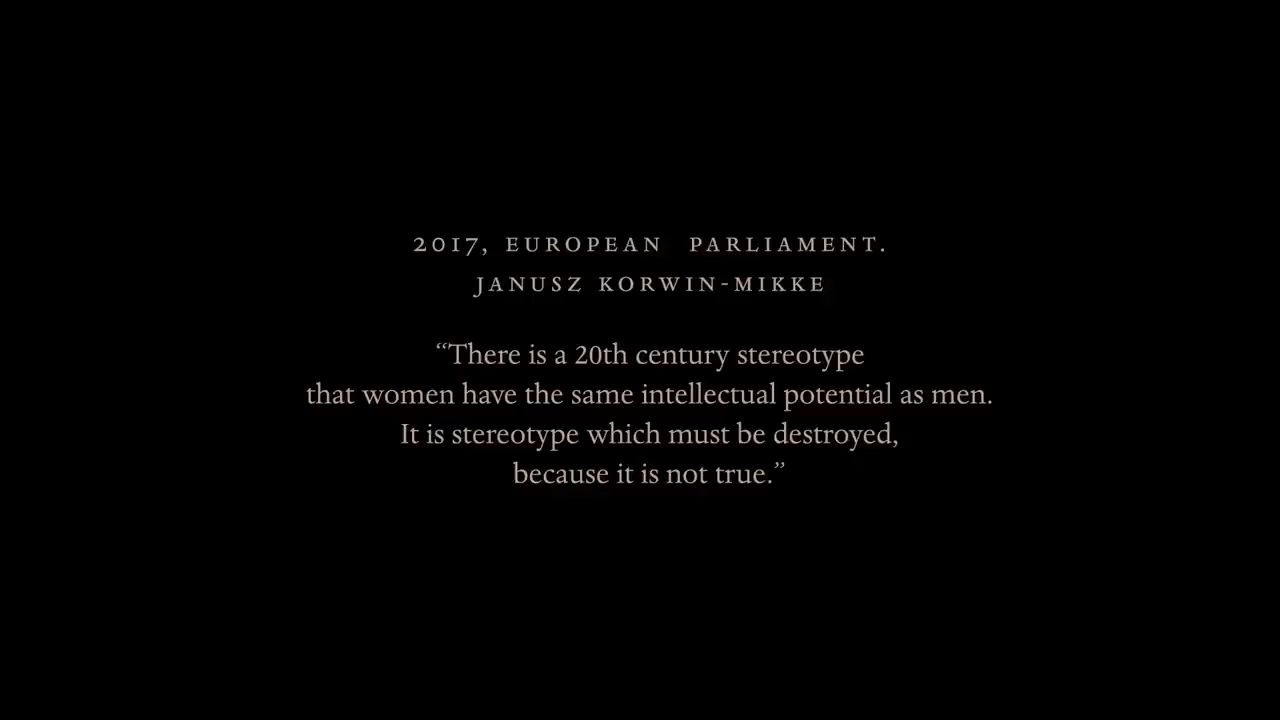 2017, EUROPEAN PARLIAMENT.
JANUSZ KORWIN-MIKKE
“There is a 20th century stereotype
that women have the same intellectual potential as men.
It is stereotype which must be destroyed,
because it is not true.”